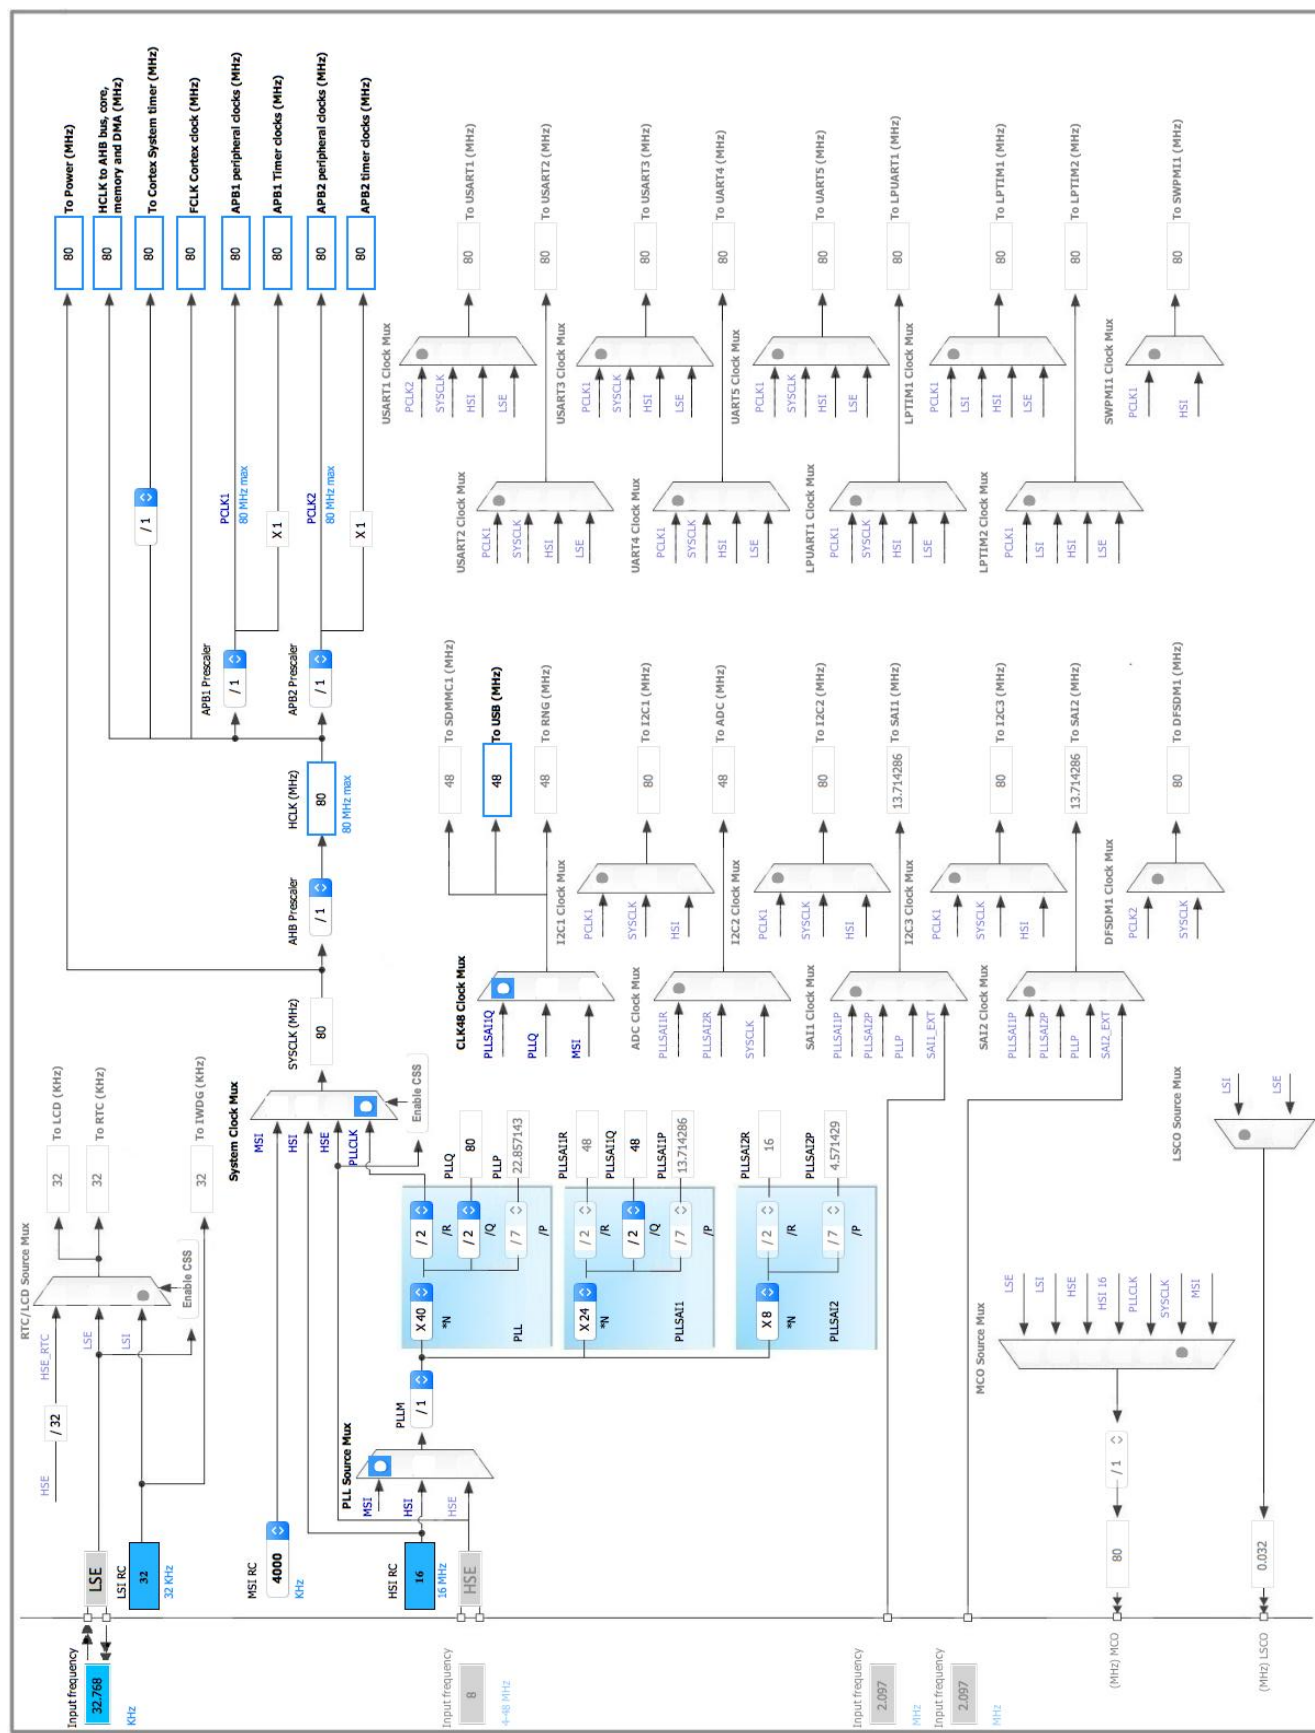 Input frequency
32.768
KHz
LSE
LSI RC
32
32 KHz
HSE
/ 32
HSE_RTC
LSE
LSI
RTC/LCD Source Mux
Enable CSS
32
To LCD (KHz)
32
To RTC (KHz)
32
To IWDG (KHz)
MSI RC
4000
KHz
HSI RC
16
16 MHz
Input frequency
8
4-48 MHz
HSE
PLL Source Mux
MSI
HSI
HSE
PLLM
/ 1
System Clock Mux
MSI
HSI
HSE
PLLCLK
Enable CSS
X 40
*N
PLL
/ 2
/R
/ 2
/Q
/ 7
/P
PLLQ
80
PLLP
22.857143
X 24
*N
PLLSAI1
/ 2
/R
/ 2
/Q
/ 7
/P
PLLSAI1R
48
PLLSAI1Q
48
PLLSAI1P
13.714286
X 8
*N
PLLSAI2
/ 2
/R
/ 7
/P
PLLSAI2R
16
PLLSAI2P
4.571429
SYSCLK (MHz)
80
AHB Prescaler
/ 1
HCLK (MHz)
80
80 MHz max
APB1 Prescaler
/ 1
APB2 Prescaler
/ 1
/ 1
PCLK1
80 MHz max
X 1
PCLK2
80 MHz max
X 1
80
To Power (MHz)
80
HCLK to AHB bus, core,
memory and DMA (MHz)
80
To Cortex System timer (MHz)
80
FCLK Cortex clock (MHz)
80
APB1 peripheral clocks (MHz)
80
APB1 Timer clocks (MHz)
80
APB2 peripheral clocks (MHz)
80
APB2 timer clocks (MHz)
CLK48 Clock Mux
PLLSAI1Q
PLLQ
MSI
48
To SDMMC1 (MHz)
48
To USB (MHz)
48
To RNG (MHz)
I2C1 Clock Mux
PCLK1
SYSCLK
HSI
80
To I2C1 (MHz)
ADC Clock Mux
PLLSAI1R
PLLSAI2R
SYSCLK
48
To ADC (MHz)
I2C2 Clock Mux
PCLK1
SYSCLK
HSI
80
To I2C2 (MHz)
SAI1 Clock Mux
PLLSAI1P
PLLSAI2P
PLLP
SAI1_EXT
13.714286
To SAI1 (MHz)
I2C3 Clock Mux
PCLK1
SYSCLK
HSI
80
To I2C3 (MHz)
SAI2 Clock Mux
PLLSAI1P
PLLSAI2P
PLLP
SAI2_EXT
13.714286
To SAI2 (MHz)
DFSDM1 Clock Mux
PCLK2
SYSCLK
80
To DFSDM1 (MHz)
USART1 Clock Mux
PCLK2
SYSCLK
HSI
LSE
80
To USART1 (MHz)
USART2 Clock Mux
PCLK1
SYSCLK
HSI
LSE
80
To USART2 (MHz)
USART3 Clock Mux
PCLK1
SYSCLK
HSI
LSE
80
To USART3 (MHz)
UART4 Clock Mux
PCLK1
SYSCLK
HSI
LSE
80
To UART4 (MHz)
UART5 Clock Mux
PCLK1
SYSCLK
HSI
LSE
80
To UART5 (MHz)
LPUART1 Clock Mux
PCLK1
SYSCLK
HSI
LSE
80
To LPUART1 (MHz)
LPTIM1 Clock Mux
PCLK1
LSI
HSI
LSE
80
To LPTIM1 (MHz)
LPTIM2 Clock Mux
PCLK1
LSI
HSI
LSE
80
To LPTIM2 (MHz)
SWPMI1 Clock Mux
PCLK1
HSI
80
To SWPMI1 (MHz)
Input frequency
2.097
MHz
Input frequency
2.097
MHz
(MHz) MCO
80
/ 1
MCO Source Mux
LSE
LSI
HSE
HSI 16
PLLCLK
SYSCLK
MSI
(MHz) LSCO
0.032
LSCO Source Mux
LSI
LSE